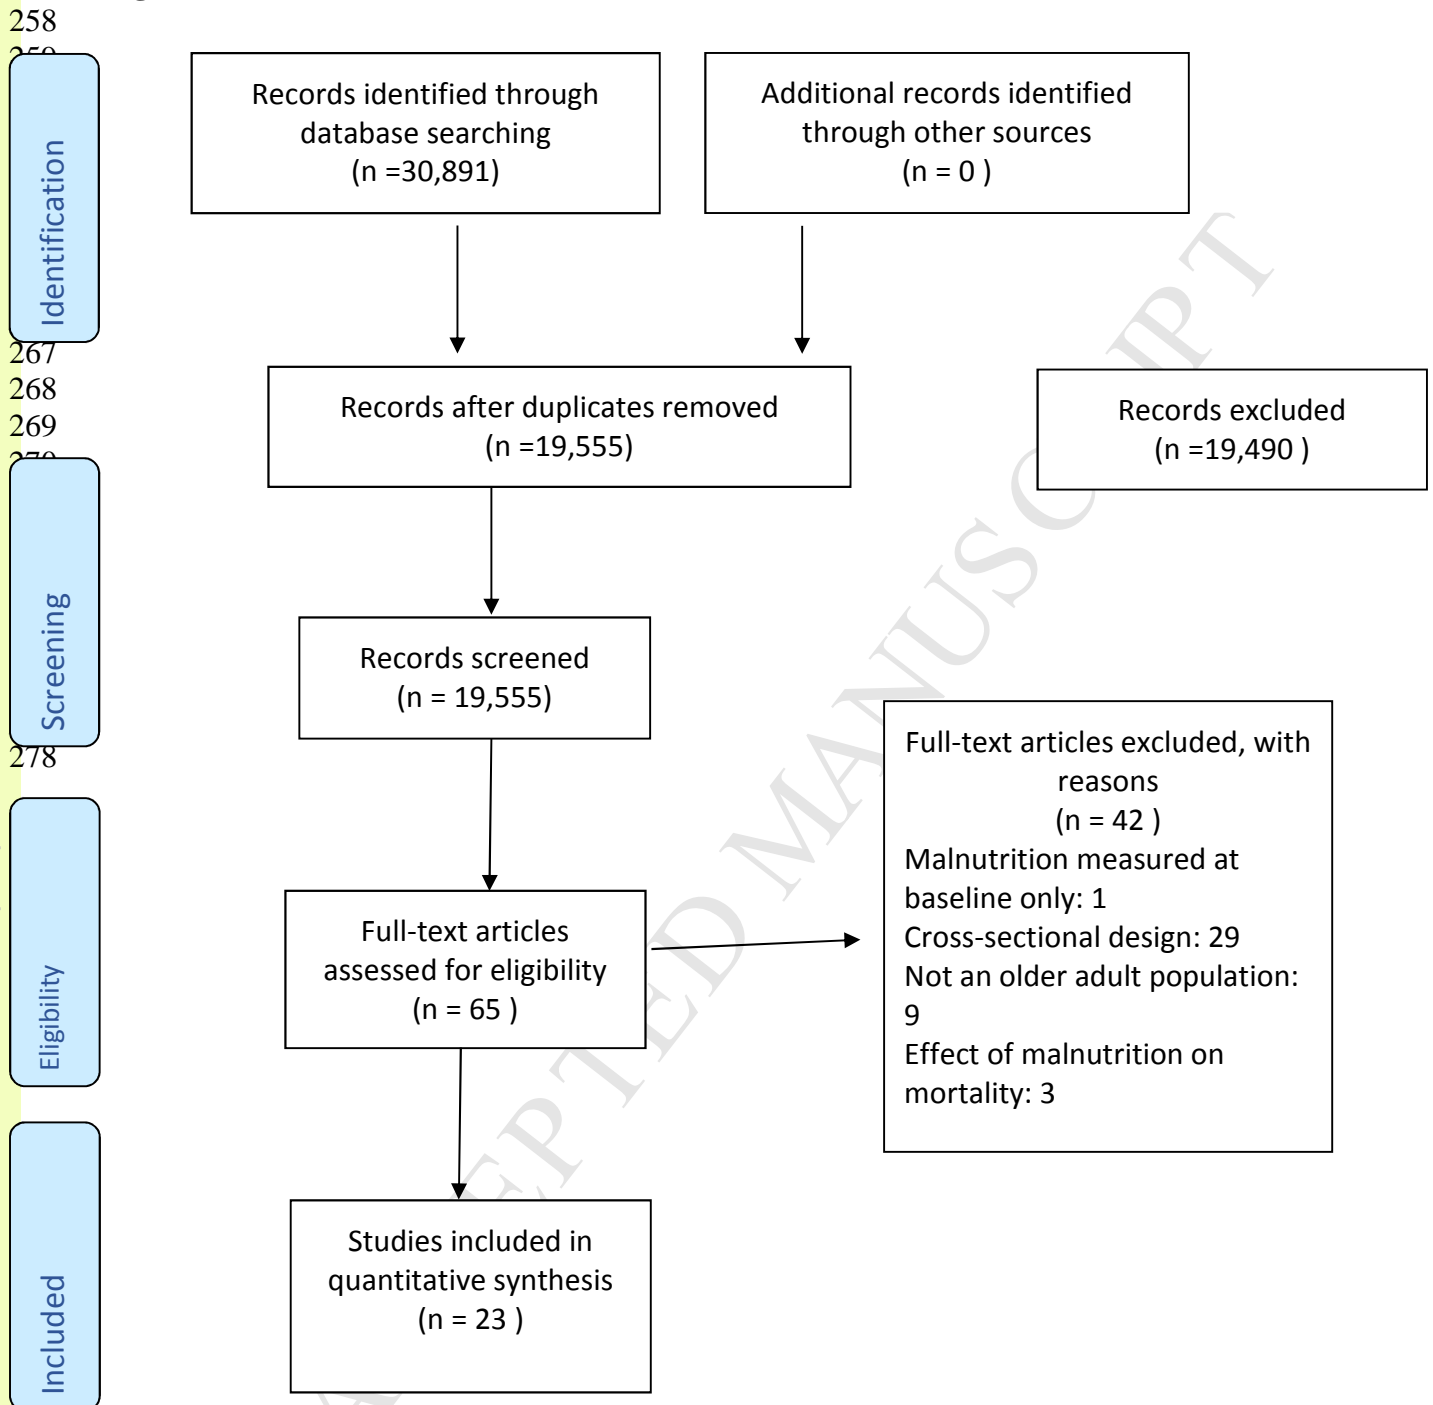 258
Records identified through
database searching
(n =30,891)
Additional records identified
through other sources
(n = 0 )
Identification
267
268
269
Records after duplicates removed
(n =19,555)
Records excluded
(n =19,490 )
Screening
Records screened
(n = 19,555)
278
Full-text articles excluded, with
reasons
(n = 42 )
Malnutrition measured at
baseline only: 1
Cross-sectional design: 29
Not an older adult population:
9
Effect of malnutrition on
mortality: 3
Eligibility
Full-text articles
assessed for eligibility
(n = 65 )
Included
Studies included in
quantitative synthesis
(n = 23 )